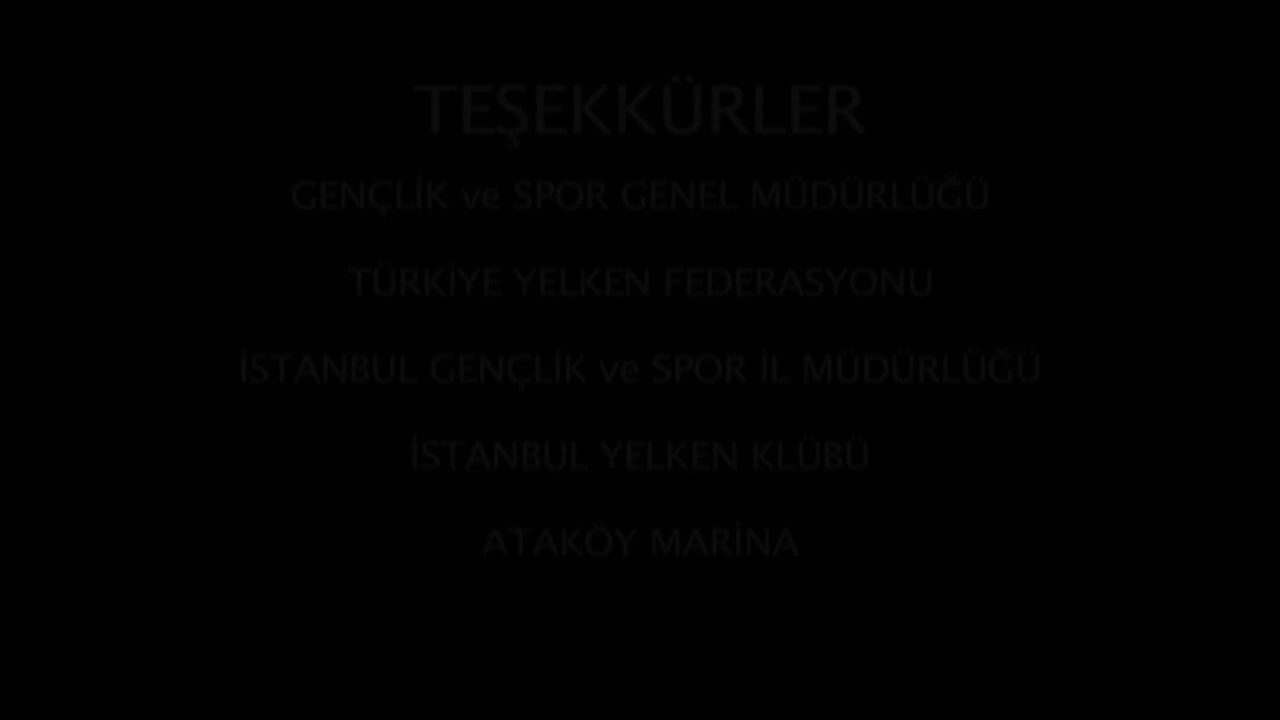 TEŞEKKÜRLER
GENÇLİK ve SPOR GENEL MÜDÜRLÜĞÜ
TÜRKİYE YELKEN FEDERASYONU
İSTANBUL GENÇLİK ve SPOR İL MÜDÜRLÜĞÜ
İSTANBUL YELKEN KLÜBÜ
ATAKÖY MARİNA